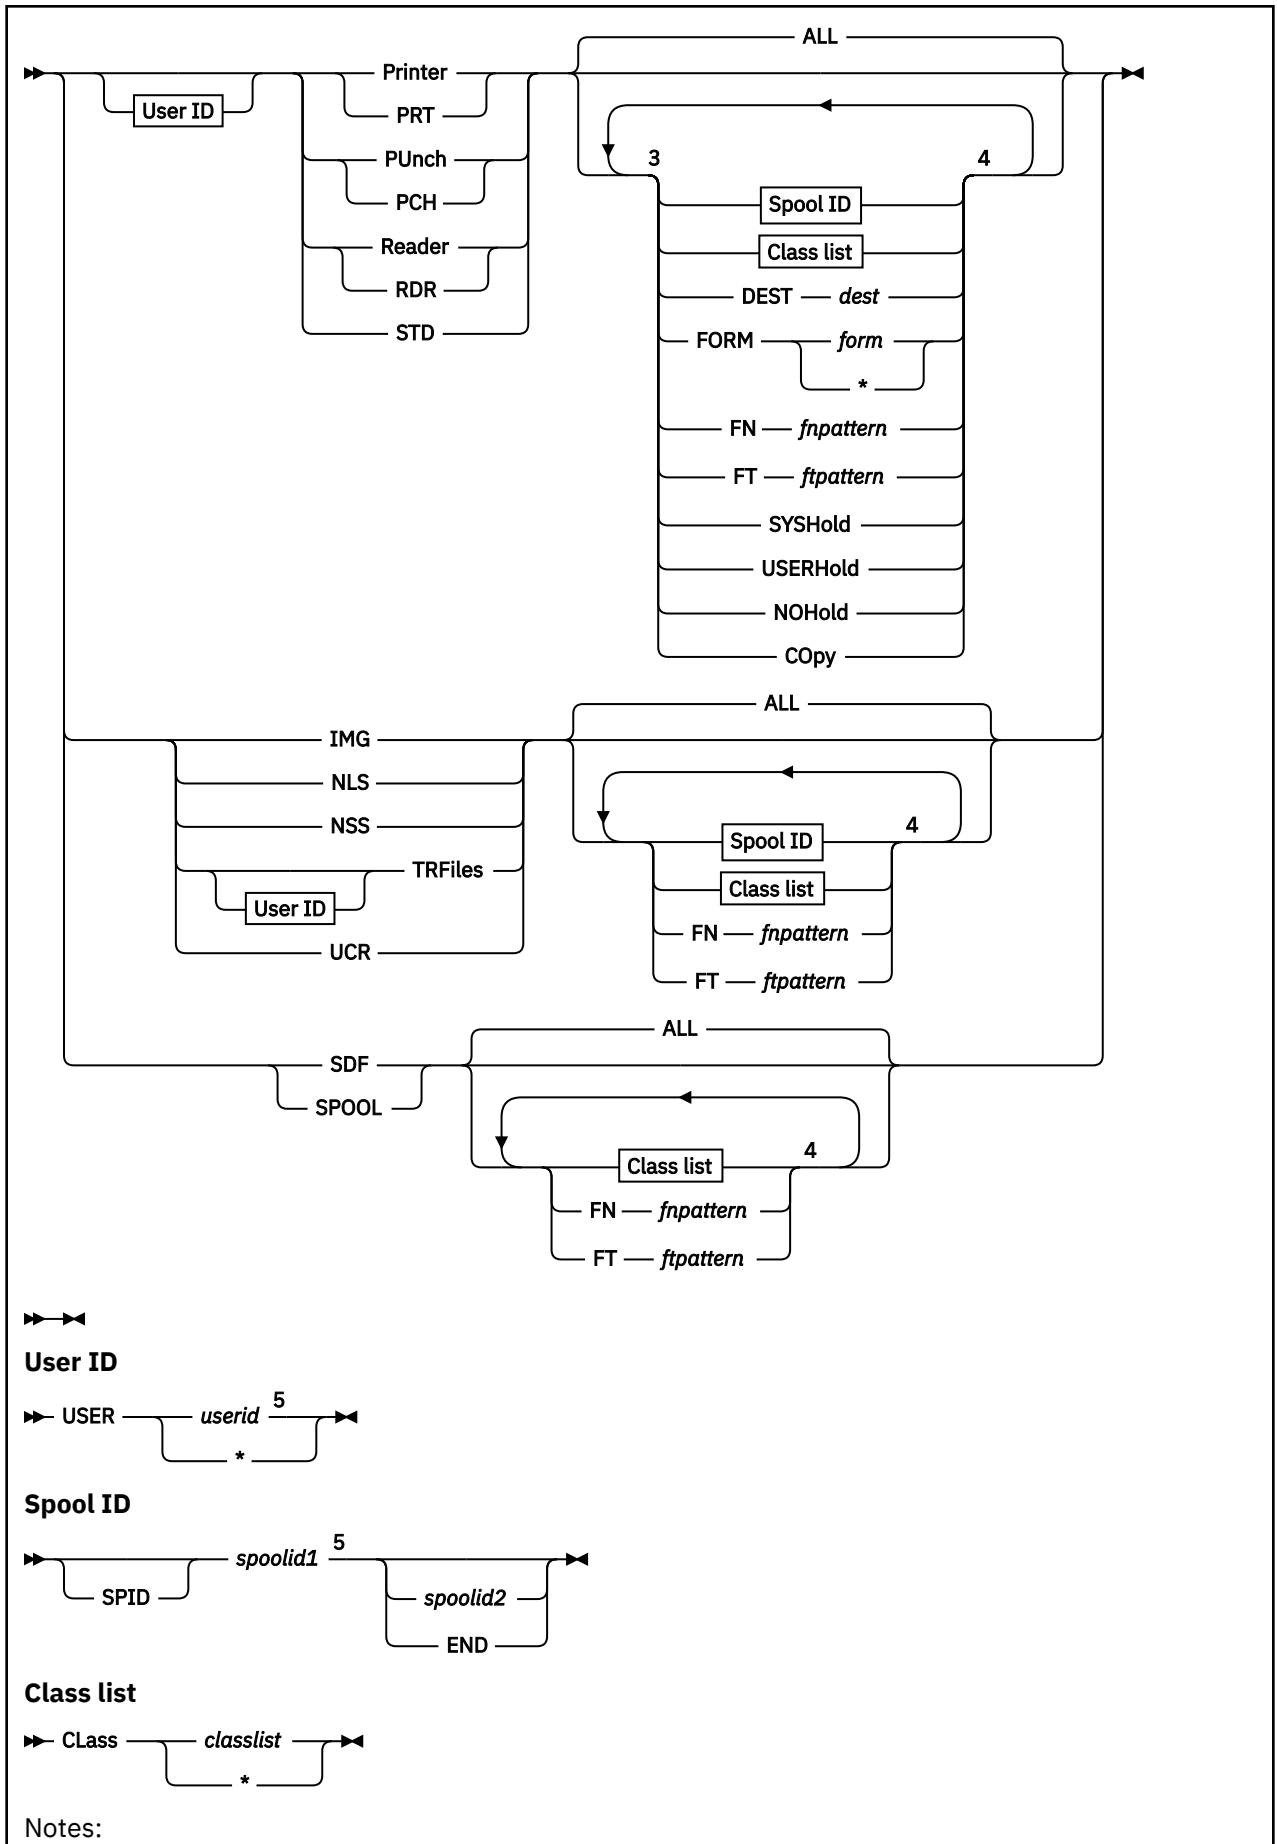 ALL
Printer
User ID
PRT
3 4
PUnch
PCH
Spool ID
Reader
Class list
RDR
DEST dest
STD
FORM form
*
FN fnpattern
FT ftpattern
SYSHold
USERHold
NOHold
COpy
ALL
IMG
NLS
NSS
4
Spool ID
TRFiles
Class list
User ID
FN fnpattern
UCR
FT ftpattern
ALL
SDF
SPOOL
4
Class list
FN fnpattern
FT ftpattern
User ID
USER userid 5
*
Spool ID
spoolid1 5
SPID
spoolid2
END
Class list
CLass classlist
*
Notes: